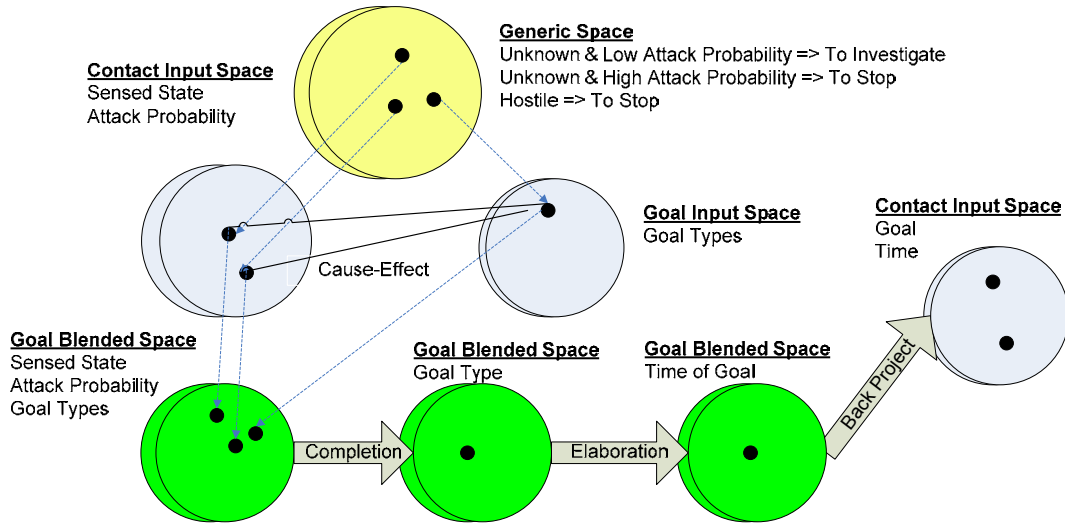 Generic Space
Unknown & Low Attack Probability => To Investigate
Unknown & High Attack Probability => To Stop
Hostile => To Stop
Contact Input Space
Sensed State
Attack Probability
Goal Input Space
Goal Types
Contact Input Space
Goal
Time
Cause-Effect
Goal Blended Space
Sensed State
Attack Probability
Goal Types
Goal Blended Space
Goal Type
Goal Blended Space
Time of Goal
Completion
Elaboration
Back Project